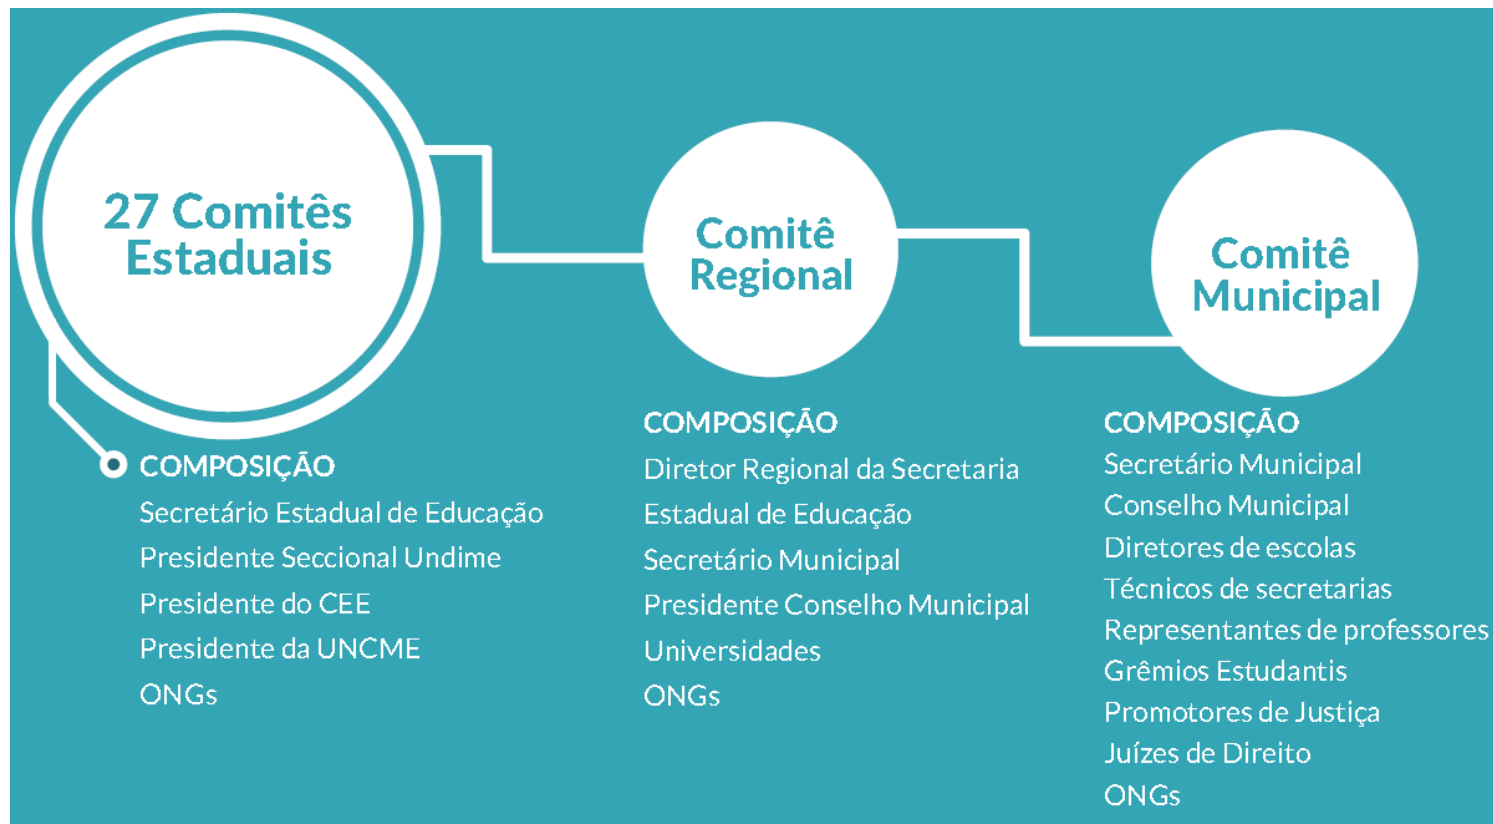 27 Comitês
Estaduais
COMPOSIÇÃO
Secretário Estadual de Educação
Presidente Seccional Undime
Presidente do CEE
Presidente da UNCME
ONGs
Comitê
Regional
COMPOSIÇÃO
Diretor Regional da Secretaria
Estadual de Educação
Secretário Municipal
Presidente Conselho Municipal
Universidades
ONGs
Comitê
Municipal
COMPOSIÇÃO
Secretário Municipal
Conselho Municipal
Diretores de escolas
Técnicos de secretarias
Representantes de professores
Grêmios Estudantis
Promotores de Justiça
Juízes de Direito
ONGs